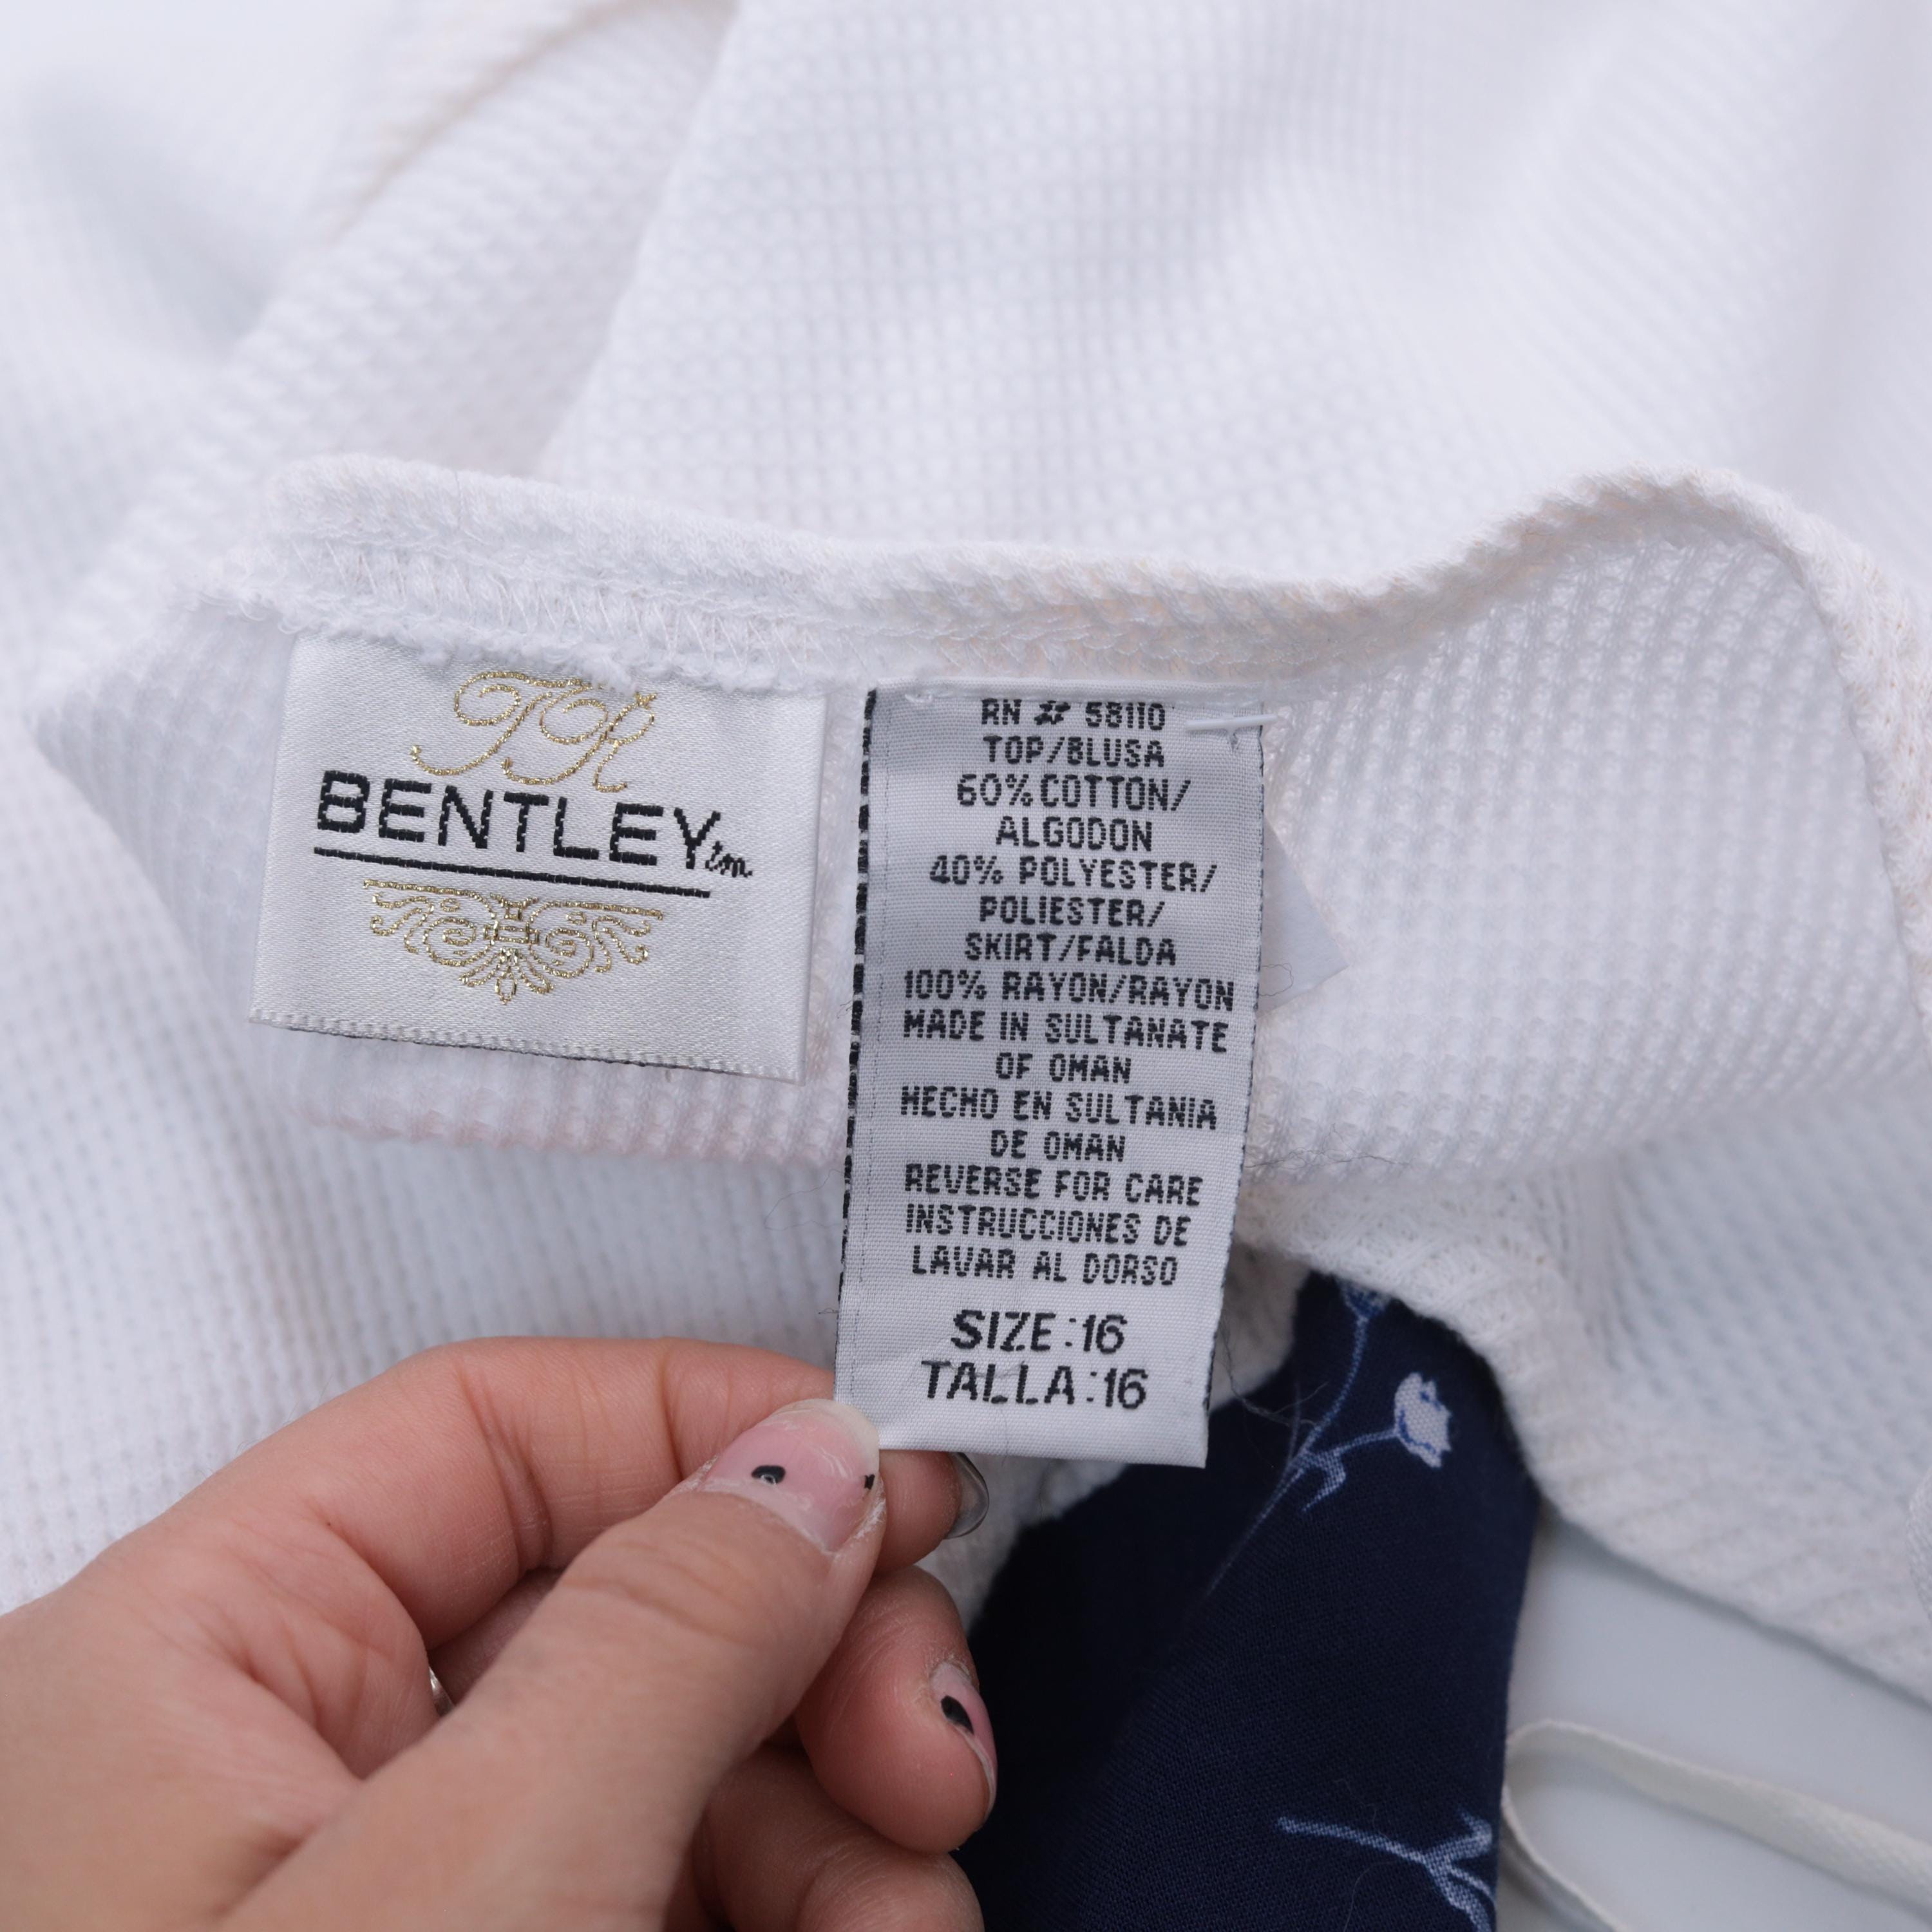 JR
BENTLEY tm
RN # 58110
TOP/BLUSA
60% COTTON/
ALGODON
40% POLYESTER/
POLIESTER/
SKIRT/FALDA
100% RAYON/RAYON
MADE IN SULTANATE
OF OMAN
HECHO EN SULTANIA
DE OMAN
REVERSE FOR CARE
INSTRUCCIONES DE
LAVAR AL DORSO
SIZE:16
TALLA:16